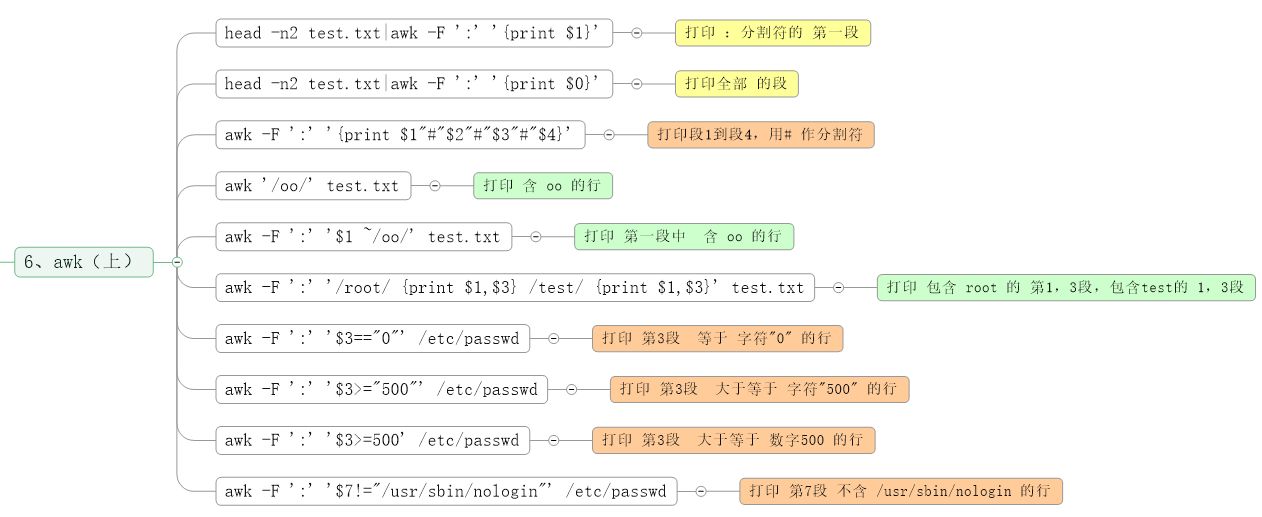 head -n2 test.txt|awk -F ':' '{print $1}'
打印 : 分割符的 第一段
head -n2 test.txt|awk -F ':' '{print $0}'
打印全部 的段
awk -F ':' '{print $1"#"$2"#"$3"#"$4}'
打印段1到段4, 用# 作分割符
awk '/oo/' test.txt
打印 含 oo 的行
awk -F ':' '$1 ~/oo/' test.txt
打印 第一段中 含 oo 的行
6、awk（上）
awk -F ':' '/root/ {print $1,$3} /test/ {print $1,$3}' test.txt
打印 包含 root 的 第1, 3段, 包含test的 1, 3段
awk -F ':' '$3=="0"' /etc/passwd
打印 第3段 等于 字符"0" 的行
awk -F ':' '$3>="500"' /etc/passwd
打印 第3段 大于等于 字符"500" 的行
awk -F ':' '$3>=500' /etc/passwd
打印 第3段 大于等于 数字500 的行
awk -F ':' '$7!="/usr/sbin/nologin"' /etc/passwd
打印 第7段 不含 /usr/sbin/nologin 的行